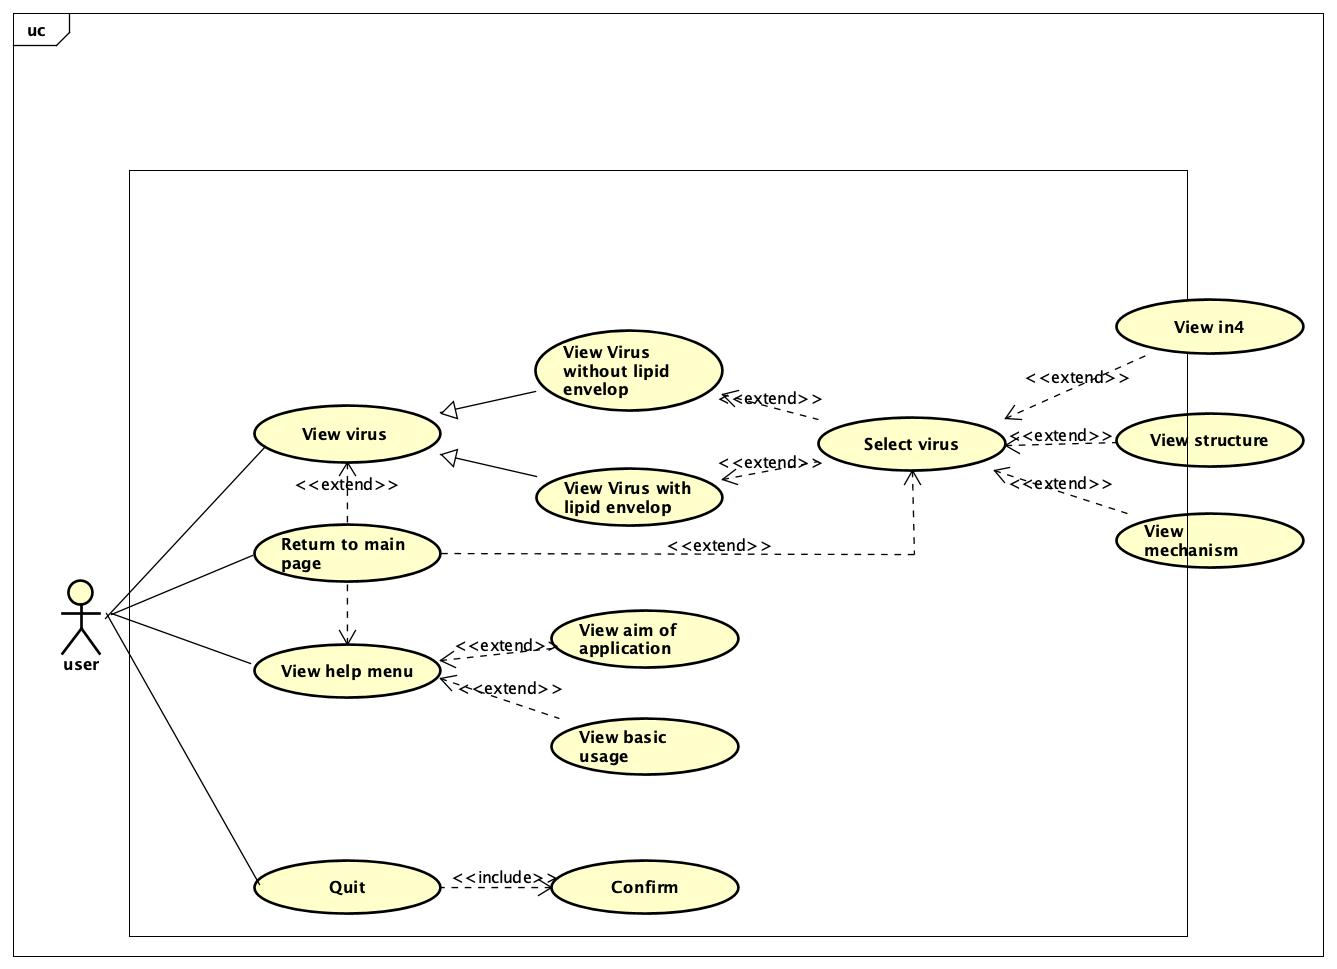 uc
View in4
View Virus
without lipid
envelop
<<extend>>
<<extend>>
View virus
Select virus
<<extend>>
View structure
<<extend>>
<<extend>>
<<extend>>
View Virus with
lipid envelop
View
mechanism
Return to main
page
<<extend>>
user
View aim of
application
<<extend>>
View help menu
<<extend>>
View basic
usage
Quit
<<include>>
Confirm